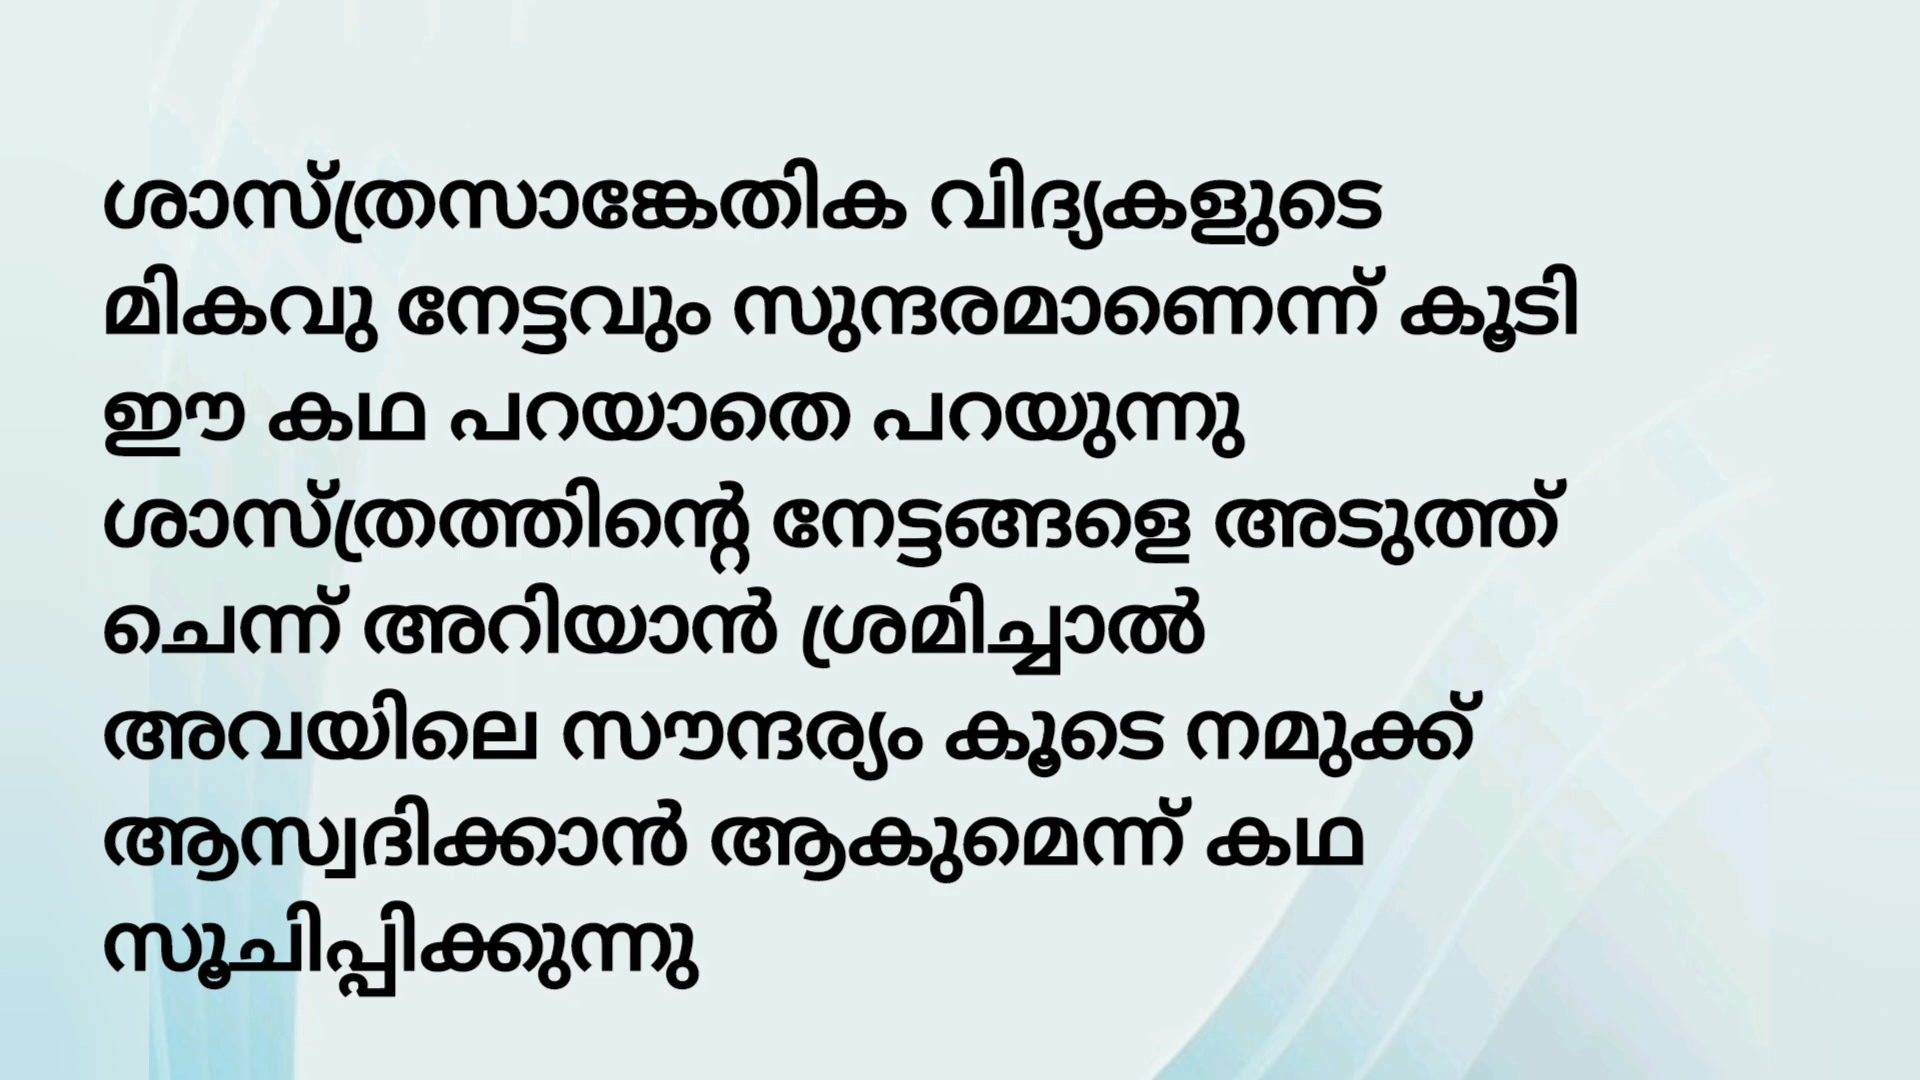 ശാസ്ത്രസാങ്കേതിക വിദ്യകളുടെ
മികവു നേട്ടവും സുന്ദരമാണെന്ന് കൂടി
ഈ കഥ പറയാതെ പറയുന്നു
ശാസ്ത്രത്തിന്റെ നേട്ടങ്ങളെ അടുത്ത്
ചെന്ന് അറിയാൻ ശ്രമിച്ചാൽ
അവയിലെ സൗന്ദര്യം കൂടെ നമുക്ക്
ആസ്വദിക്കാൻ ആകുമെന്ന് കഥ
സൂചിപ്പിക്കുന്നു